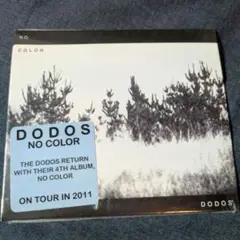 NO
COLOR
DODOS
NO COLOR
THE DODOS RETURN
WITH THEIR 4TH ALBUM,
NO COLOR
ON TOUR IN 2011
DODOS